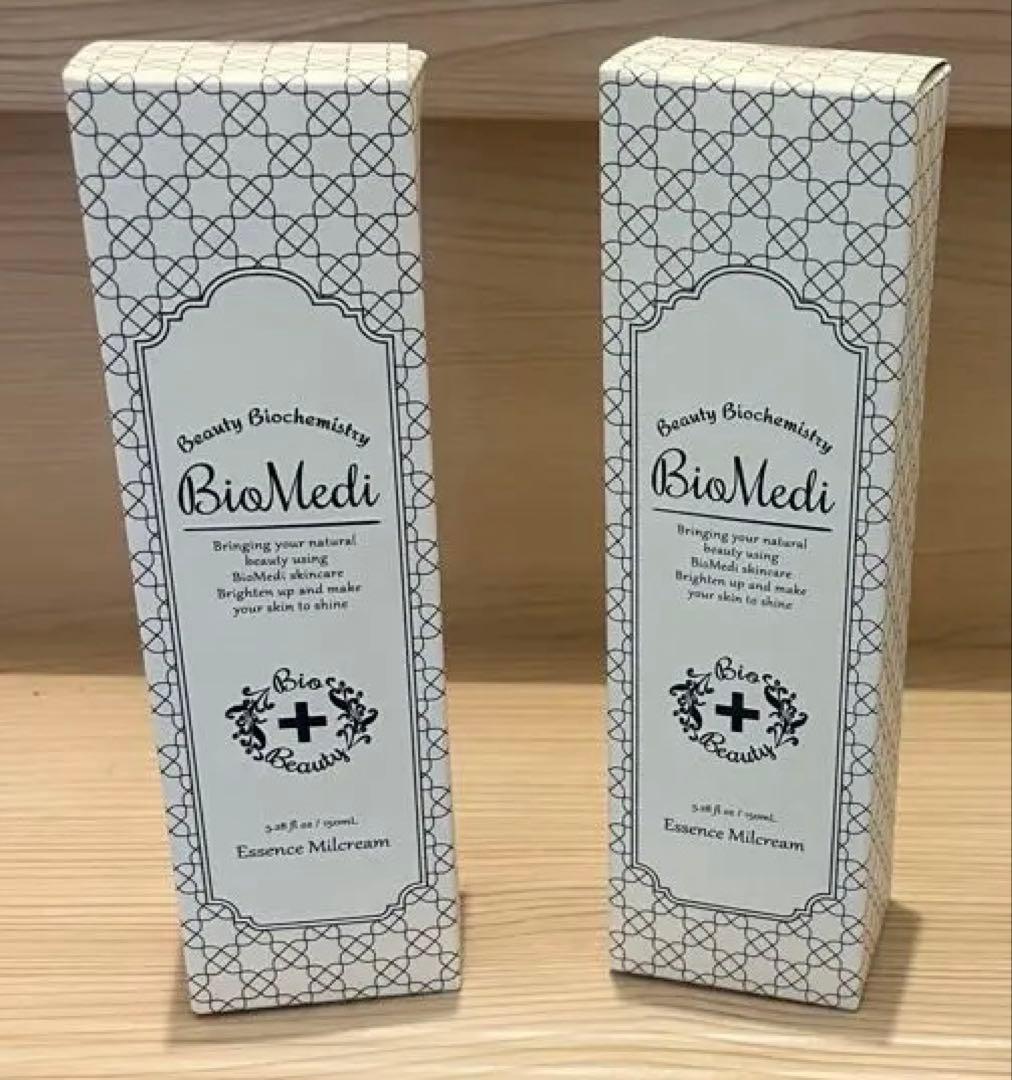 Beauty Biochemistry
BioMedi
Bringing your natural
beauty using
BioMedi skincare
Brighten up and make
your skin to shine
Bio
Beauty
5.28 fl oz / 150mL
Essence Milcream
Beauty Biochemistry
BioMedi
Bringing your natural
beauty using
BioMedi skincare
Brighten up and make
your skin to shine
Bio
Beauty
5.28 fl oz / 150mL
Essence Milcream